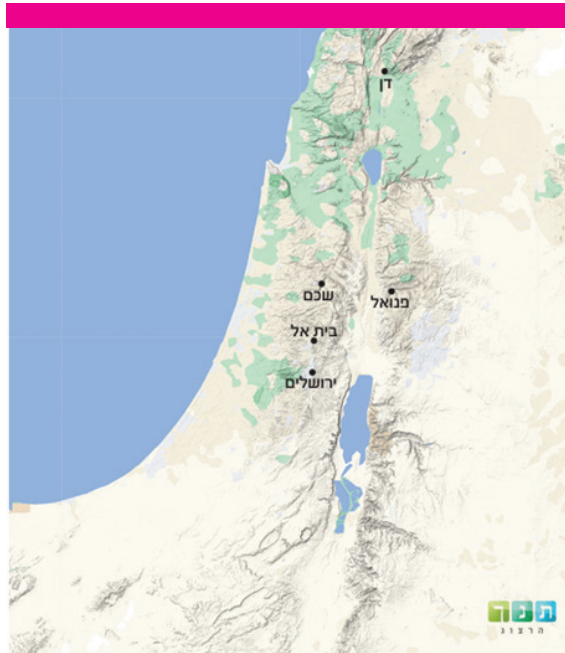 דן
שכם
פנואל
בית אל
ירושלים
תנך
הרצוג